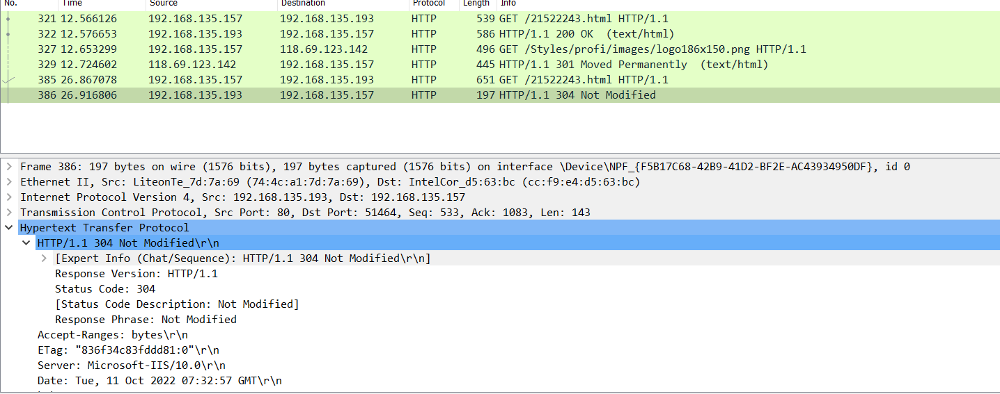 No. Time Source Destination Protocol Length Info
321 12.566126 192.168.135.157 192.168.135.193 HTTP 539 GET /21522243.html HTTP/1.1
322 12.576653 192.168.135.193 192.168.135.157 HTTP 586 HTTP/1.1 200 OK (text/html)
327 12.653299 192.168.135.157 118.69.123.142 HTTP 496 GET /Styles/profi/images/logo186x150.png HTTP/1.1
329 12.724602 118.69.123.142 192.168.135.157 HTTP 445 HTTP/1.1 301 Moved Permanently (text/html)
385 26.867078 192.168.135.157 192.168.135.193 HTTP 651 GET /21522243.html HTTP/1.1
386 26.916806 192.168.135.193 192.168.135.157 HTTP 197 HTTP/1.1 304 Not Modified
Frame 386: 197 bytes on wire (1576 bits), 197 bytes captured (1576 bits) on interface \Device\NPF_{F5B17C68-42B9-41D2-BF2E-AC43934950DF}, id 0
Ethernet II, Src: LiteonTe_7d:7a:69 (74:4c:a1:7d:7a:69), Dst: IntelCor_d5:63:bc (cc:f9:e4:d5:63:bc)
Internet Protocol Version 4, Src: 192.168.135.193, Dst: 192.168.135.157
Transmission Control Protocol, Src Port: 80, Dst Port: 51464, Seq: 533, Ack: 1083, Len: 143
Hypertext Transfer Protocol
HTTP/1.1 304 Not Modified\r\n
[Expert Info (Chat/Sequence): HTTP/1.1 304 Not Modified\r\n]
Response Version: HTTP/1.1
Status Code: 304
[Status Code Description: Not Modified]
Response Phrase: Not Modified
Accept-Ranges: bytes\r\n
ETag: "836f34c83fddd81:0"\r\n
Server: Microsoft-IIS/10.0\r\n
Date: Tue, 11 Oct 2022 07:32:57 GMT\r\n